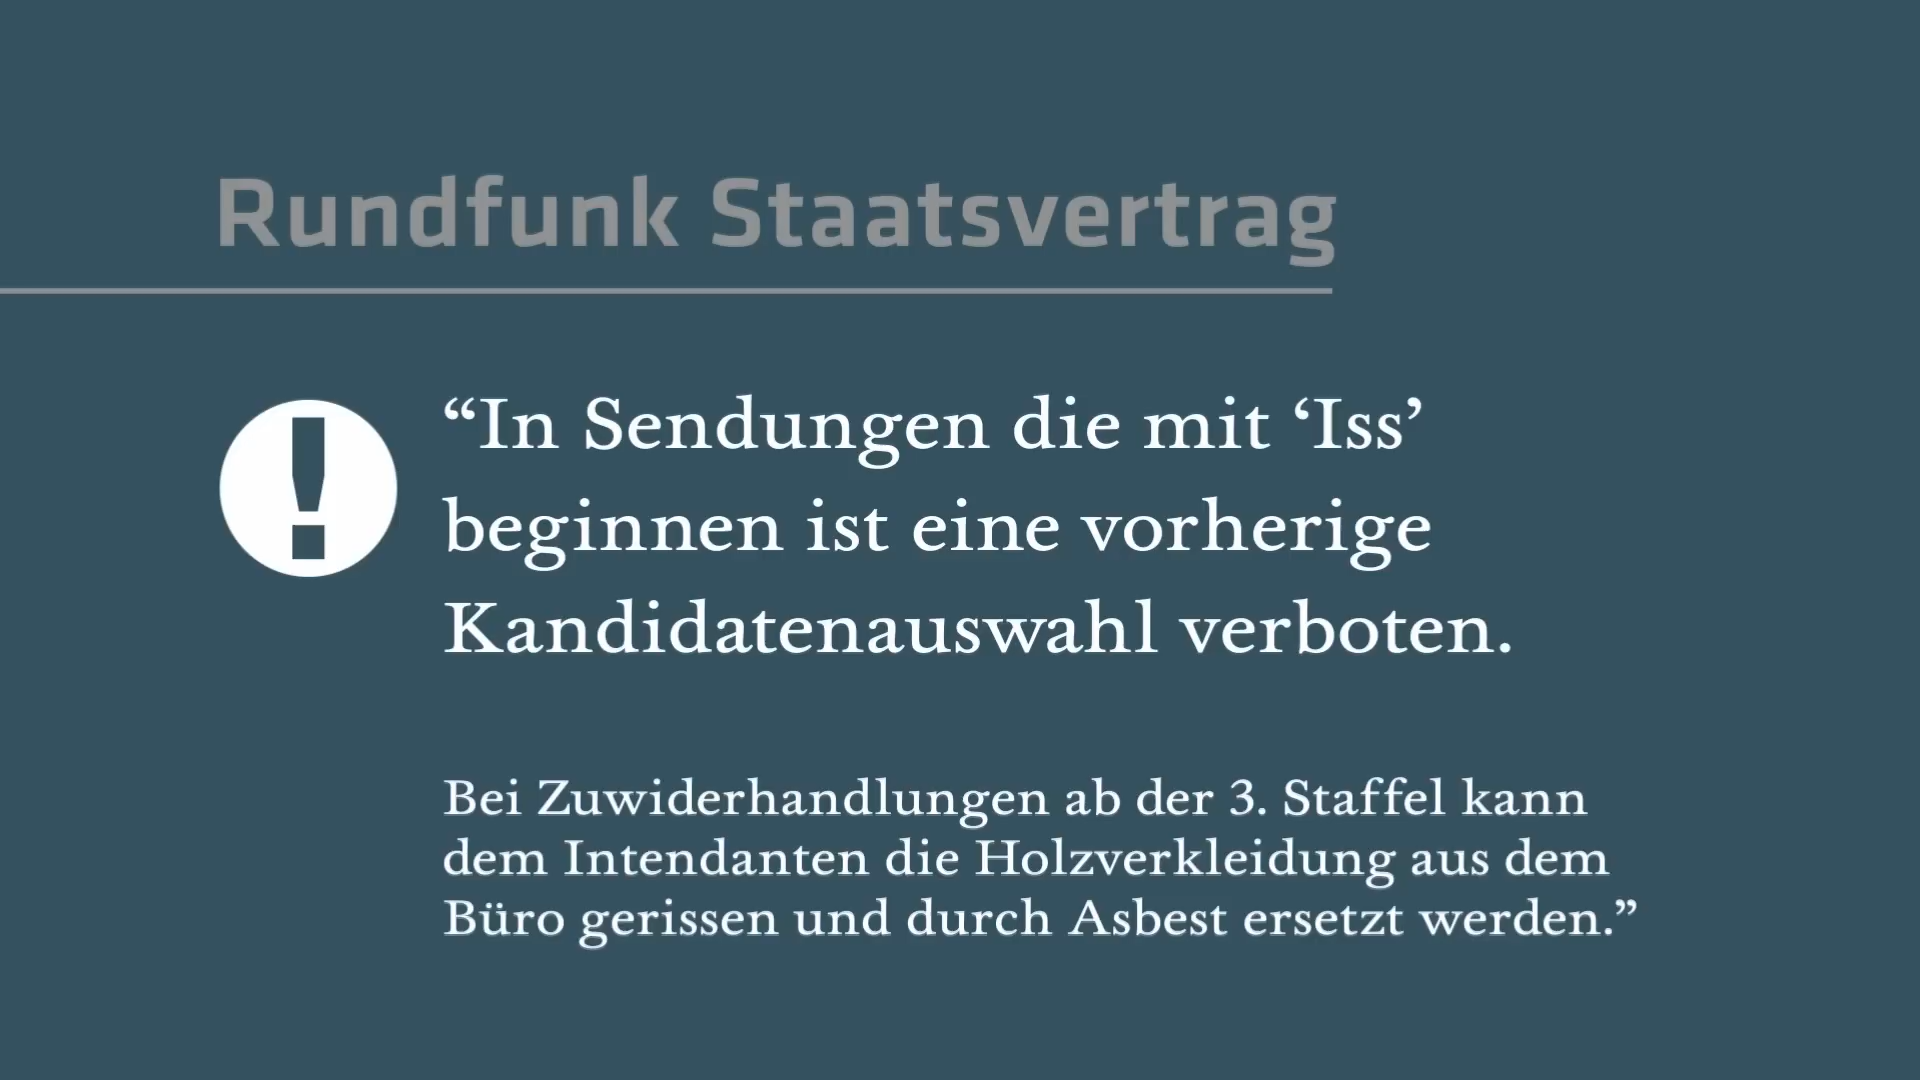 Rundfunk Staatsvertrag
“In Sendungen die mit ‘Iss’
beginnen ist eine vorherige
Kandidatenauswahl verboten.
Bei Zuwiderhandlungen ab der 3. Staffel kann
dem Intendanten die Holzverkleidung aus dem
Büro gerissen und durch Asbest ersetzt werden.”